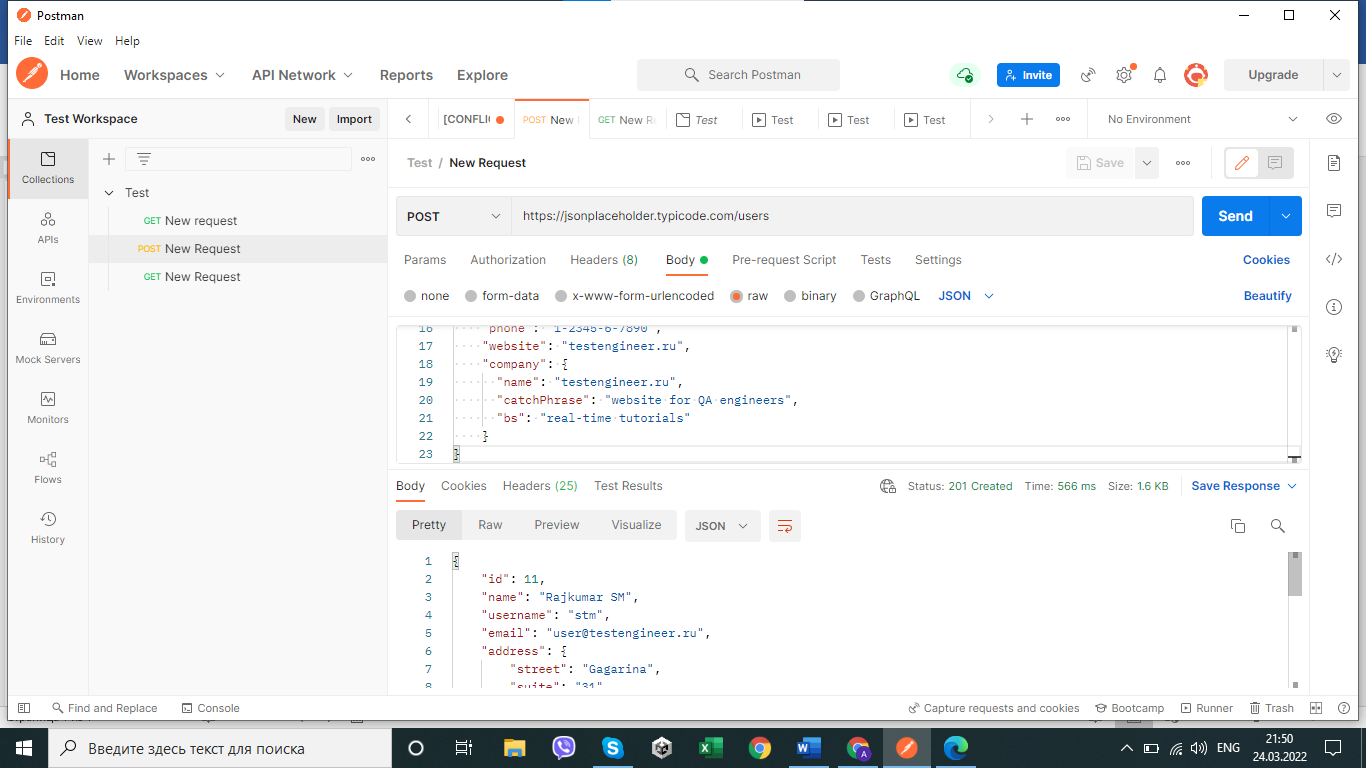 Postman
File Edit View Help
Home Workspaces API Network Reports Explore Search Postman Invite Upgrade
Test Workspace New Import
[CONFLI POST New GET New R Test Test Test Test No Environment
Collections
APIs
Environments
Mock Servers
Monitors
Flows
History
Test
GET New request
POST New Request
GET New Request
Test / New Request Save
POST https://jsonplaceholder.typicode.com/users Send
Params Authorization Headers (8) Body Pre-request Script Tests Settings Cookies
none form-data x-www-form-urlencoded raw binary GraphQL JSON Beautify
16 "phone": "1-2345-6-7890",
17 "website": "testengineer.ru",
18 "company": {
19 "name": "testengineer.ru",
20 "catchPhrase": "website for QA engineers",
21 "bs": "real-time tutorials"
22 }
23 }
Body Cookies Headers (25) Test Results Status: 201 Created Time: 566 ms Size: 1.6 KB Save Response
Pretty Raw Preview Visualize JSON
1 {
2 "id": 11,
3 "name": "Rajkumar SM",
4 "username": "stm",
5 "email": "user@testengineer.ru",
6 "address": {
7 "street": "Gagarina",
8 "suite": "31"
Find and Replace Console Capture requests and cookies Bootcamp Runner Trash
Введите здесь текст для поиска
ENG
21:50
24.03.2022